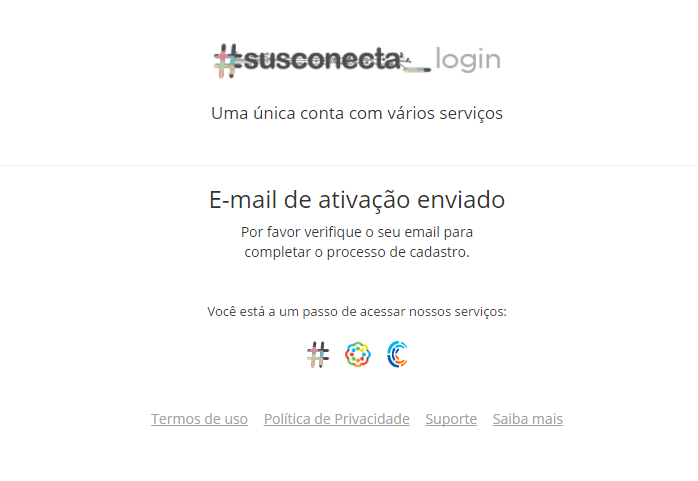 #susconecta_login
Uma única conta com vários serviços
E-mail de ativação enviado
Por favor verifique o seu email para
completar o processo de cadastro.
Você está a um passo de acessar nossos serviços:
Termos de uso Política de Privacidade Suporte Saiba mais